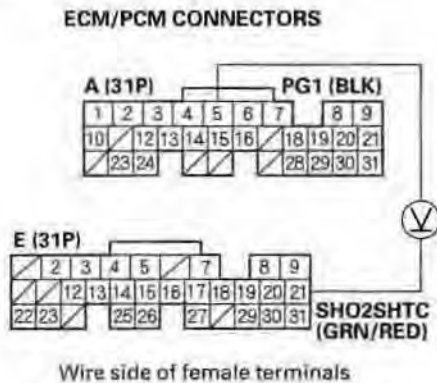 ECM/PCM CONNECTORS
A (31P) PG1 (BLK)
1 2 3 4 5 6 7 8 9
10 12 13 14 15 16 18 19 20 21
23 24 28 29 30 31
V
E (31P)
2 3 4 5 7 8 9
12 13 14 15 16 17 18 19 20 21
22 23 25 26 27 29 30 31
SHO2SHTC
(GRN/RED)
Wire side of female terminals